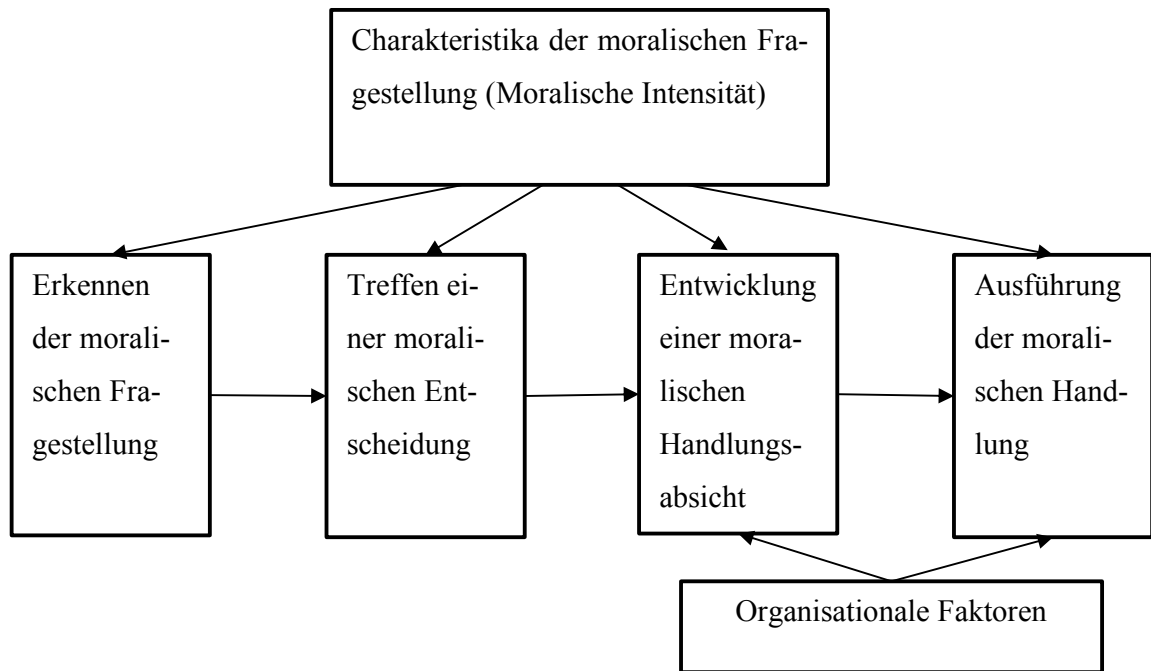 Charakteristika der moralischen Fra-
gestellung (Moralische Intensität)
Erkennen
der morali-
schen Fra-
gestellung
Treffen ei-
ner morali-
schen Ent-
scheidung
Entwicklung
einer mora-
lischen
Handlungs-
absicht
Ausführung
der morali-
schen Hand-
lung
Organisationale Faktoren